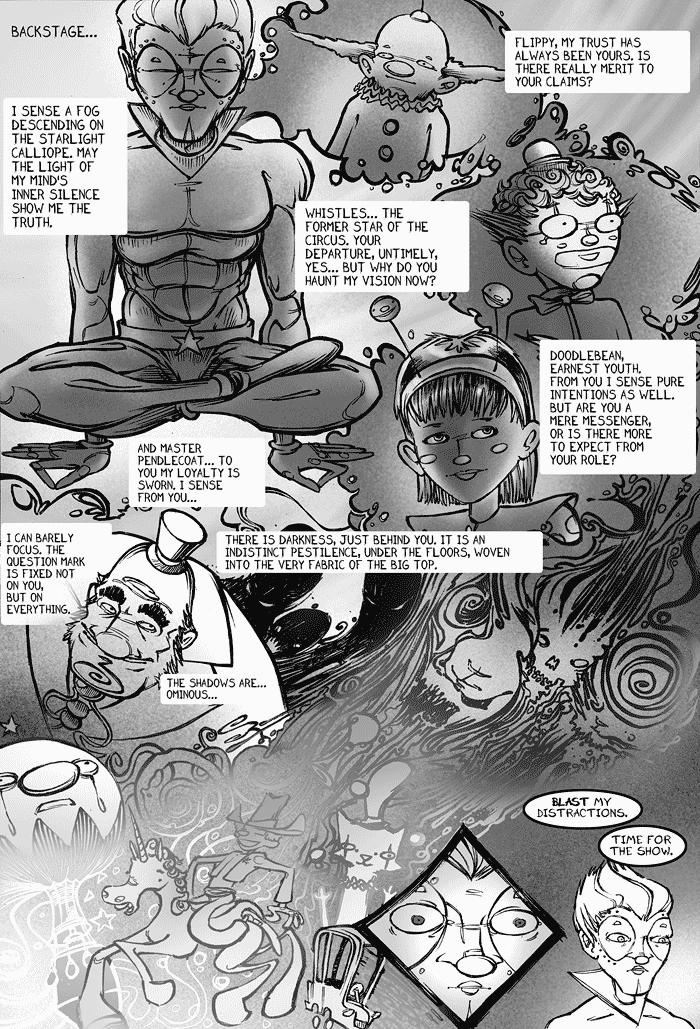 BACKSTAGE...
I SENSE A FOG
DESCENDING ON
THE STARLIGHT
CALLIOPE. MAY
THE LIGHT OF
MY MIND'S
INNER SILENCE
SHOW ME THE
TRUTH.
FLIPPY, MY TRUST HAS
ALWAYS BEEN YOURS. IS
THERE REALLY MERIT TO
YOUR CLAIMS?
WHISTLES... THE
FORMER STAR OF THE
CIRCUS. YOUR
DEPARTURE, UNTIMELY,
YES... BUT WHY DO YOU
HAUNT MY VISION NOW?
DOODLEBEAN,
EARNEST YOUTH.
FROM YOU I SENSE PURE
INTENTIONS AS WELL.
BUT ARE YOU A
MERE MESSENGER,
OR IS THERE MORE
TO EXPECT FROM
YOUR ROLE?
AND MASTER
PENDLECOAT... TO
YOU MY LOYALTY IS
SWORN. I SENSE
FROM YOU...
I CAN BARELY
FOCUS. THE
QUESTION MARK
IS FIXED NOT
ON YOU,
BUT ON
EVERYTHING.
THERE IS DARKNESS, JUST BEHIND YOU. IT IS AN
INDISTINCT PESTILENCE, UNDER THE FLOORS, WOVEN
INTO THE VERY FABRIC OF THE BIG TOP.
THE SHADOWS ARE...
OMINOUS...
BLAST MY
DISTRACTIONS.
TIME FOR
THE SHOW.